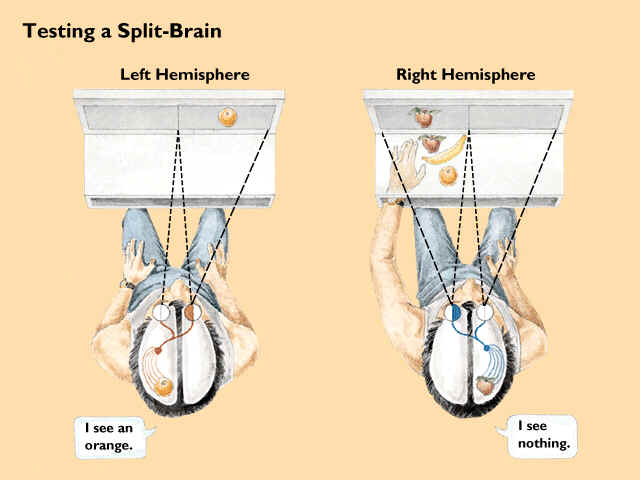 Testing a Split-Brain
Left Hemisphere
Right Hemisphere
I see an
orange.
I see
nothing.